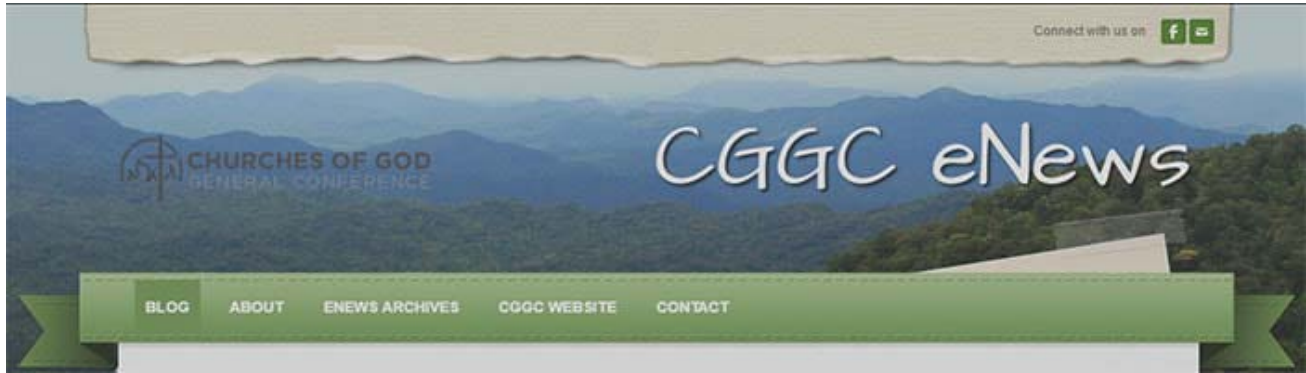 Connect with us on
CHURCHES OF GOD
GENERAL CONFERENCE
CGGC eNews
BLOG ABOUT ENEWS ARCHIVES CGGC WEBSITE CONTACT